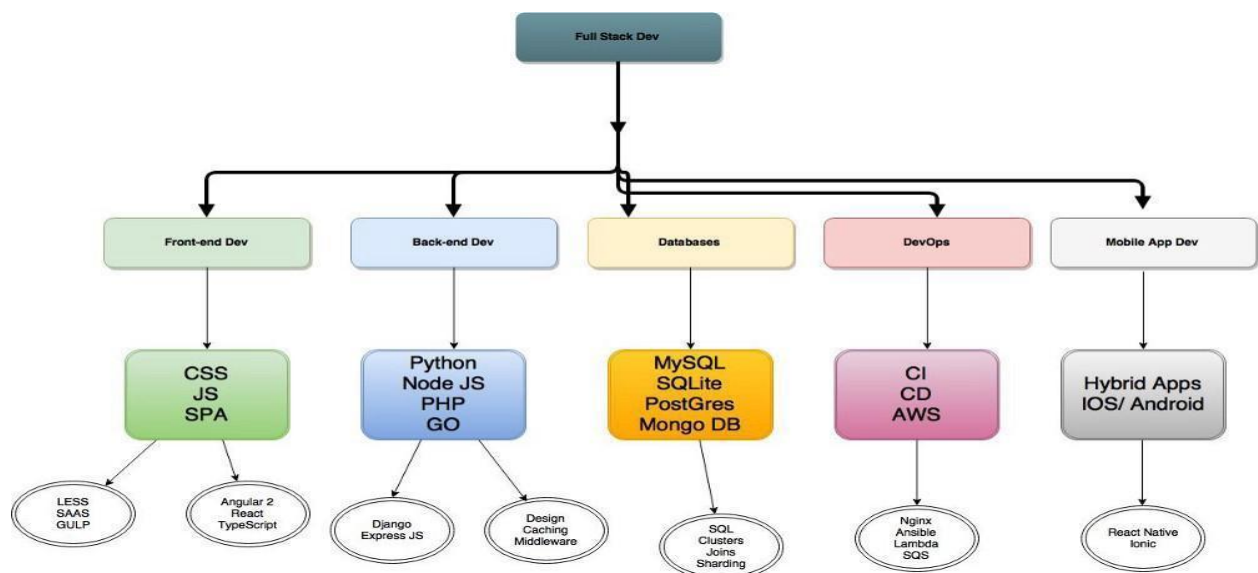 Full Stack Dev
Front-end Dev
Back-end Dev
Databases
DevOps
Mobile App Dev
CSS
JS
SPA
Python
Node JS
PHP
GO
MySQL
SQLite
PostGres
Mongo DB
CI
CD
AWS
Hybrid Apps
IOS/ Android
LESS
SAAS
GULP
Angular 2
React
TypeScript
Django
Express JS
Design
Caching
Middleware
SQL
Clusters
Joins
Sharding
Nginx
Ansible
Lambda
SQS
React Native
Ionic